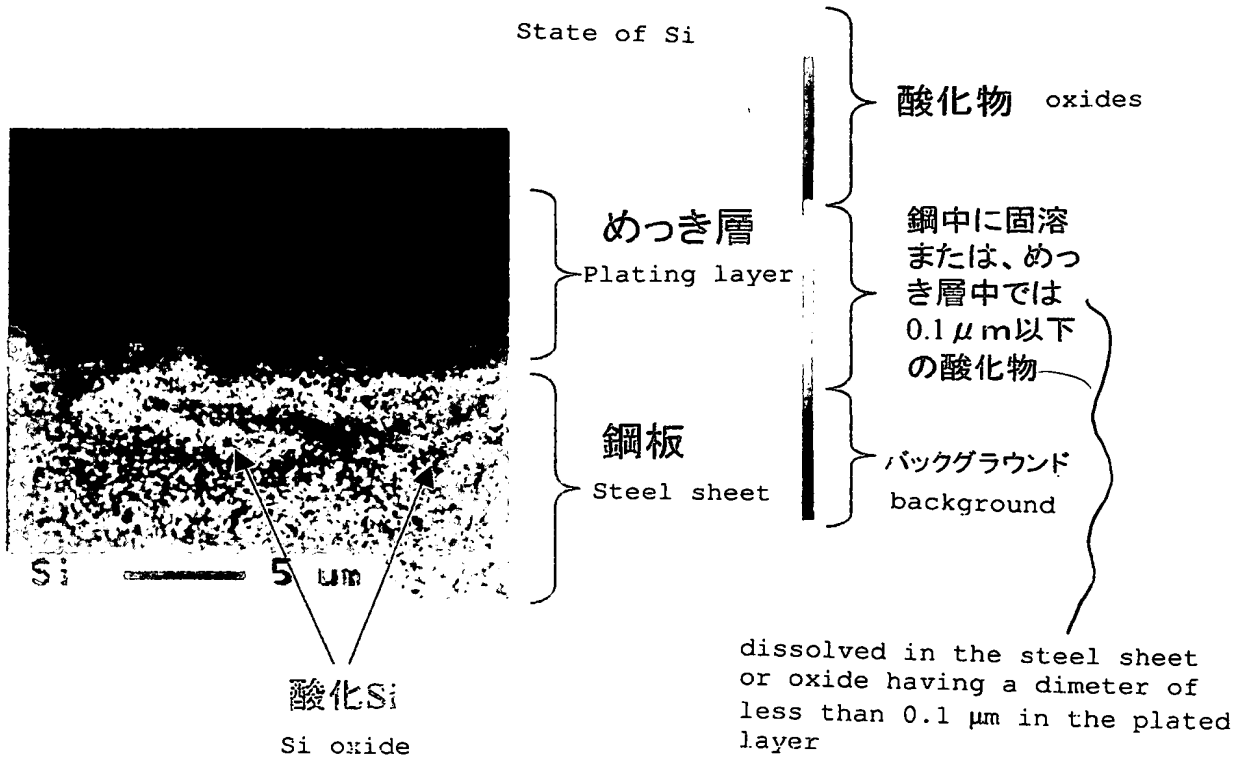 State of Si
酸化物 oxides
めっき層
Plating layer
鋼中に固溶
または、めっ
き層中では
0.1μm以下
の酸化物
鋼板
Steel sheet
バックグラウンド
background
Si 5 um
酸化Si
Si oxide
dissolved in the steel sheet
or oxide having a dimeter of
less than 0.1 μm in the plated
layer